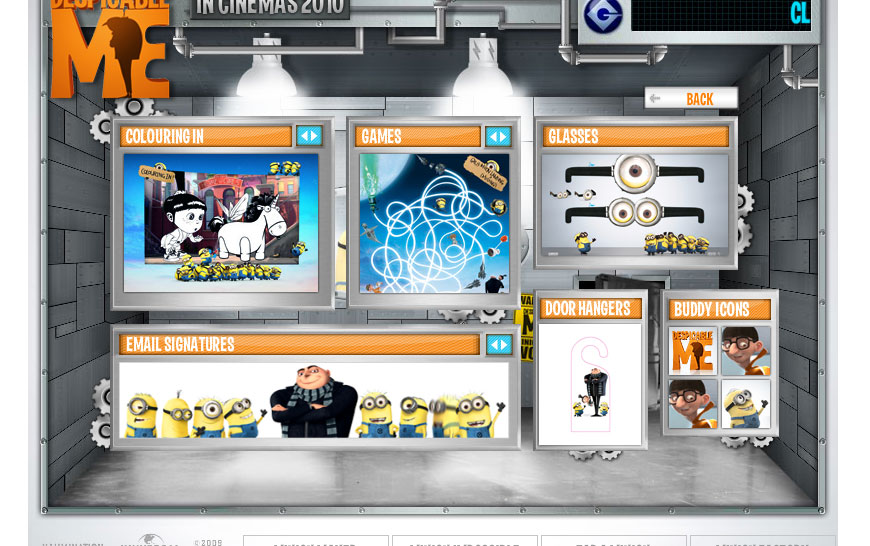 DESPICABLE
ME
IN CINEMAS 2010
CL
BACK
COLOURING IN
GAMES
GLASSES
COLOURING IN!
DOOR HANGERS
BUDDY ICONS
EMAIL SIGNATURES
DESPICABLE
ME
© 2009